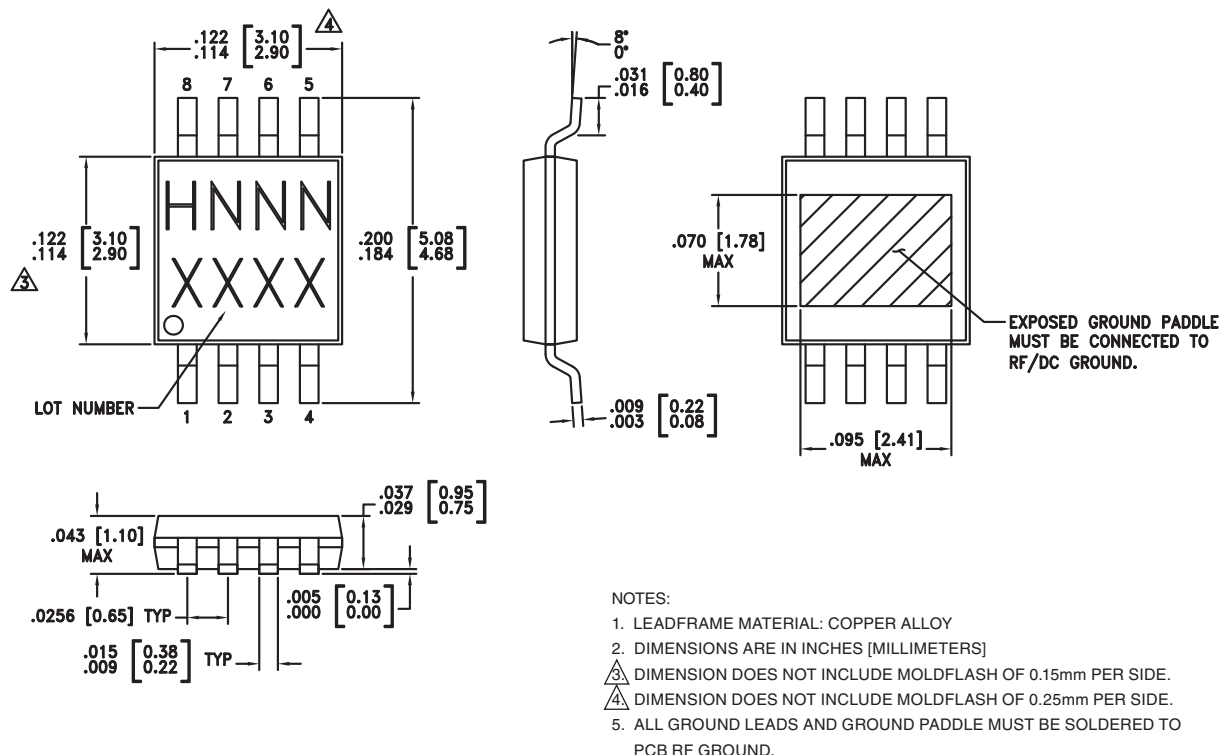 .122 [3.10]
.114 [2.90]
4
8 7 6 5
HNNN
XXXX
.122 [3.10]
.114 [2.90]
3
.200 [5.08]
.184 [4.68]
LOT NUMBER
1 2 3 4
8°
0°
.031 [0.80]
.016 [0.40]
.009 [0.22]
.003 [0.08]
.070 [1.78]
MAX
EXPOSED GROUND PADDLE
MUST BE CONNECTED TO
RF/DC GROUND.
.095 [2.41]
MAX
.037 [0.95]
.029 [0.75]
.043 [1.10]
MAX
.005 [0.13]
.000 [0.00]
.0256 [0.65] TYP
.015 [0.38]
.009 [0.22] TYP
NOTES:
1. LEADFRAME MATERIAL: COPPER ALLOY
2. DIMENSIONS ARE IN INCHES [MILLIMETERS]
3. DIMENSION DOES NOT INCLUDE MOLDFLASH OF 0.15mm PER SIDE.
4. DIMENSION DOES NOT INCLUDE MOLDFLASH OF 0.25mm PER SIDE.
5. ALL GROUND LEADS AND GROUND PADDLE MUST BE SOLDERED TO
PCB RF GROUND.